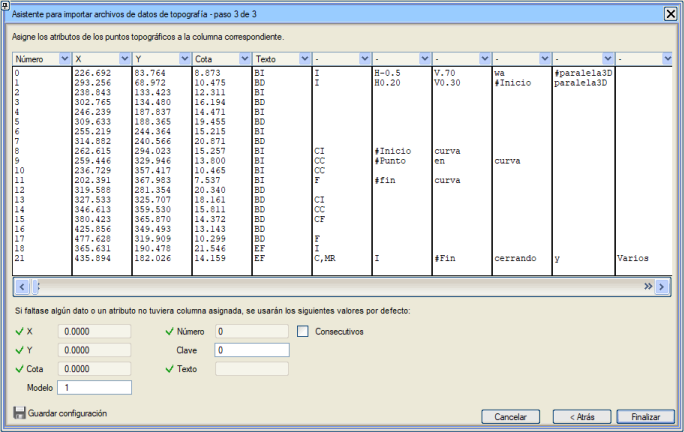 Asistente para importar archivos de datos de topografía - paso 3 de 3
Asigne los atributos de los puntos topográficos a la columna correspondiente.
Número X Y Cota Texto - - - - - -
0 226.692 83.764 8.873 BI I H-0.5 V.70 wa #paralela3D
1 293.256 68.972 10.475 BD I H0.20 V0.30 #Inicio paralela3D
2 238.843 133.423 12.311 BI
3 302.765 134.480 16.194 BD
4 246.239 187.837 14.471 BI
5 309.633 188.365 19.455 BD
6 255.219 244.364 15.215 BI
7 314.882 240.566 20.871 BD
8 262.615 294.023 15.257 BI CI #Inicio curva
9 259.446 329.946 13.800 BI CC #Punto en curva
10 236.729 357.417 10.465 BI CC
11 202.391 367.983 7.537 BI F #fin curva
12 319.588 281.354 20.340 BD
13 327.533 325.707 18.161 BD CI
14 346.613 359.530 15.811 BD CC
15 380.423 365.870 14.372 BD CF
16 425.856 349.493 13.143 BD
17 477.628 319.909 10.299 BD F
18 365.631 190.478 21.546 EF I
21 435.894 182.026 14.159 EF C,MR I #Fin cerrando y Varios
Si faltase algún dato o un atributo no tuviera columna asignada, se usarán los siguientes valores por defecto:
X 0.0000 Número 0 Consecutivos
Y 0.0000 Clave 0
Cota 0.0000 Texto
Modelo 1
Guardar configuración
Cancelar < Atrás Finalizar